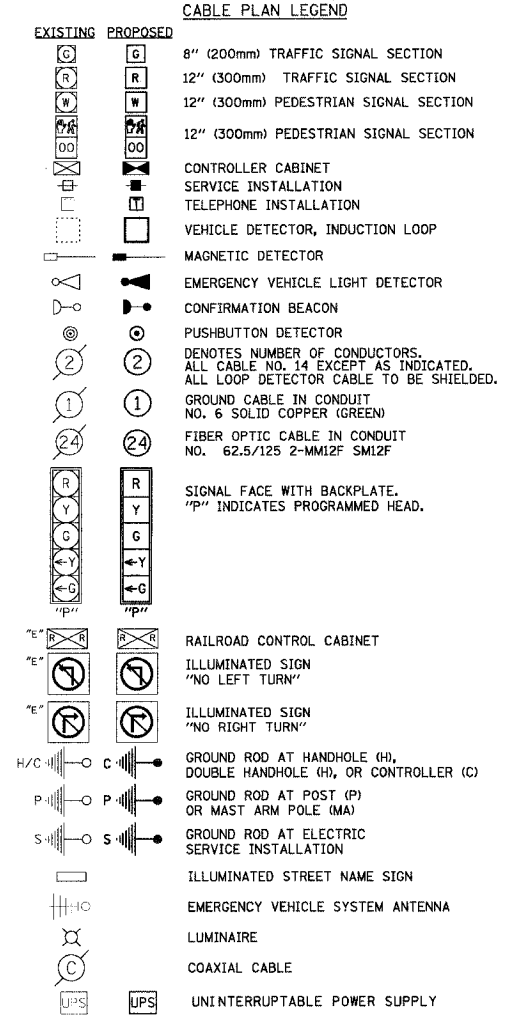 CABLE PLAN LEGEND
EXISTING PROPOSED
G G 8" (200mm) TRAFFIC SIGNAL SECTION
R R 12" (300mm) TRAFFIC SIGNAL SECTION
W W 12" (300mm) PEDESTRIAN SIGNAL SECTION
12" (300mm) PEDESTRIAN SIGNAL SECTION
00 00
CONTROLLER CABINET
SERVICE INSTALLATION
T TELEPHONE INSTALLATION
VEHICLE DETECTOR, INDUCTION LOOP
MAGNETIC DETECTOR
EMERGENCY VEHICLE LIGHT DETECTOR
CONFIRMATION BEACON
PUSHBUTTON DETECTOR
2 2 DENOTES NUMBER OF CONDUCTORS.
ALL CABLE NO. 14 EXCEPT AS INDICATED.
ALL LOOP DETECTOR CABLE TO BE SHIELDED.
1 1 GROUND CABLE IN CONDUIT
NO. 6 SOLID COPPER (GREEN)
24 24 FIBER OPTIC CABLE IN CONDUIT
NO. 62.5/125 2-MM12F SM12F
R R SIGNAL FACE WITH BACKPLATE.
Y Y "P" INDICATES PROGRAMMED HEAD.
G G
←Y ←Y
←G ←G
"P" "P"
"E" R R R R RAILROAD CONTROL CABINET
"E" ILLUMINATED SIGN
"NO LEFT TURN"
"E" ILLUMINATED SIGN
"NO RIGHT TURN"
H/C C GROUND ROD AT HANDHOLE (H),
DOUBLE HANDHOLE (H), OR CONTROLLER (C)
P P GROUND ROD AT POST (P)
OR MAST ARM POLE (MA)
S S GROUND ROD AT ELECTRIC
SERVICE INSTALLATION
ILLUMINATED STREET NAME SIGN
EMERGENCY VEHICLE SYSTEM ANTENNA
LUMINAIRE
C COAXIAL CABLE
UPS UPS UNINTERRUPTABLE POWER SUPPLY